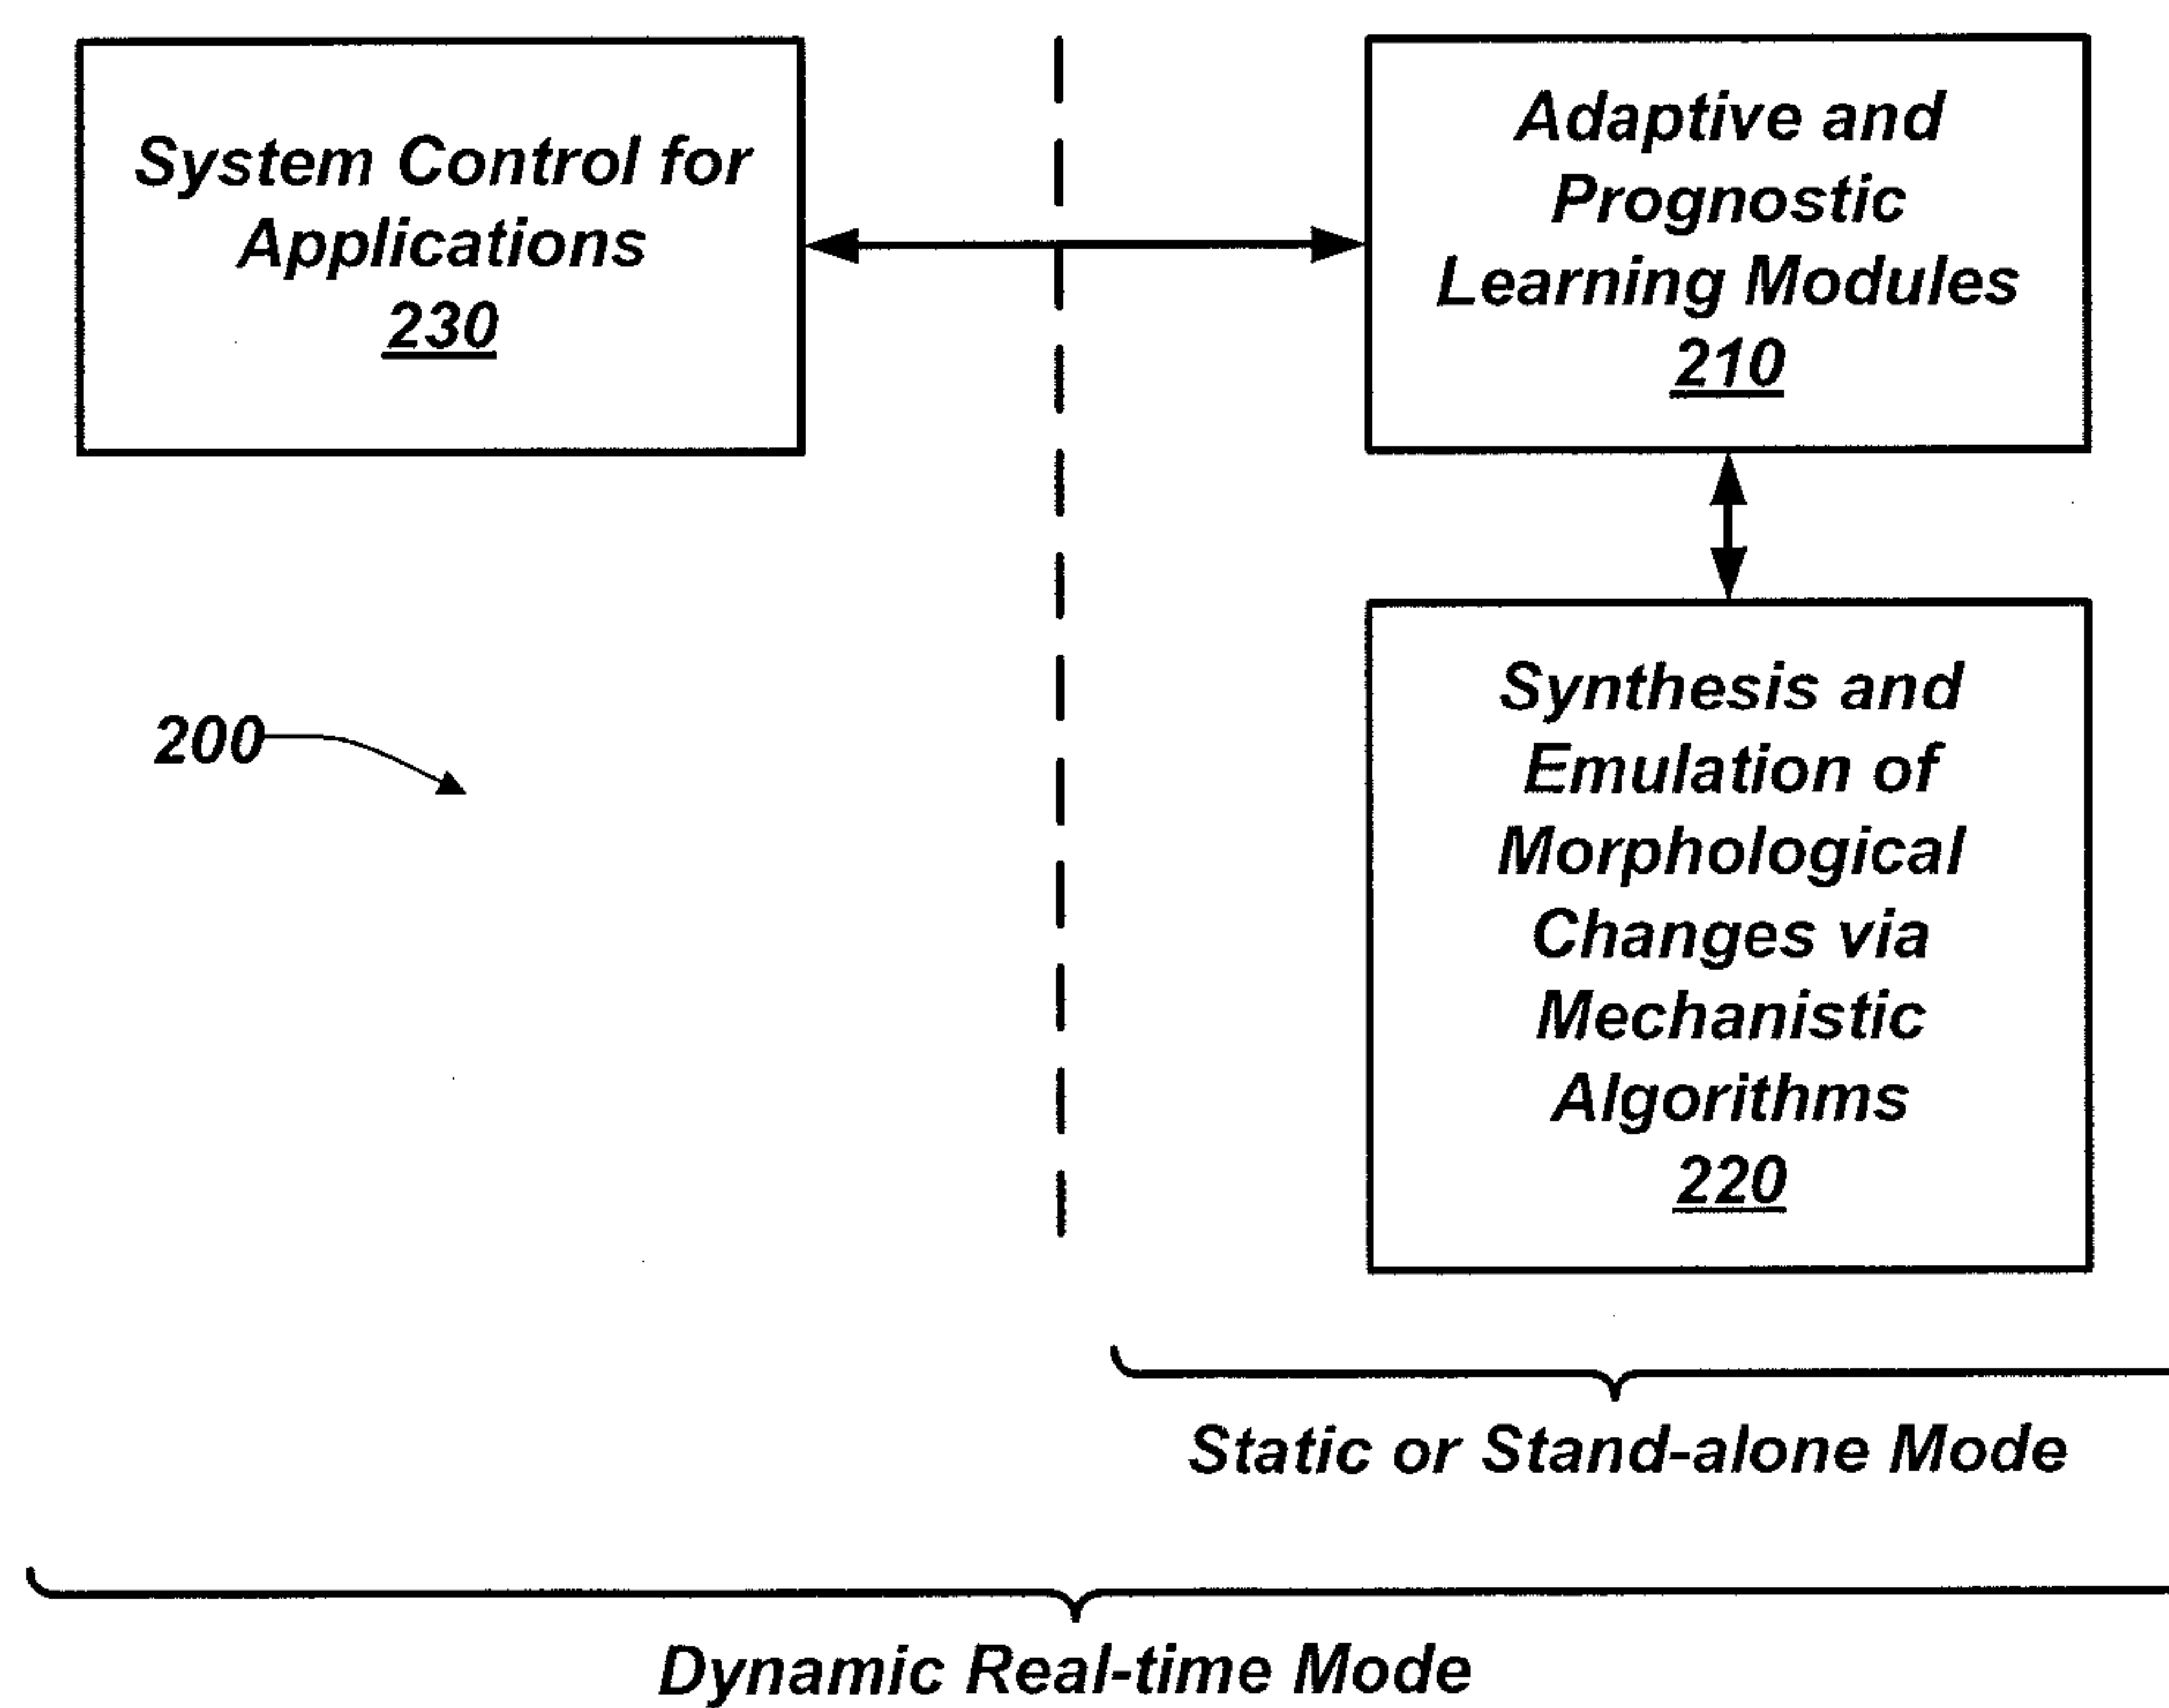 System Control for
Applications
230
Adaptive and
Prognostic
Learning Modules
210
200
Synthesis and
Emulation of
Morphological
Changes via
Mechanistic
Algorithms
220
Static or Stand-alone Mode
Dynamic Real-time Mode